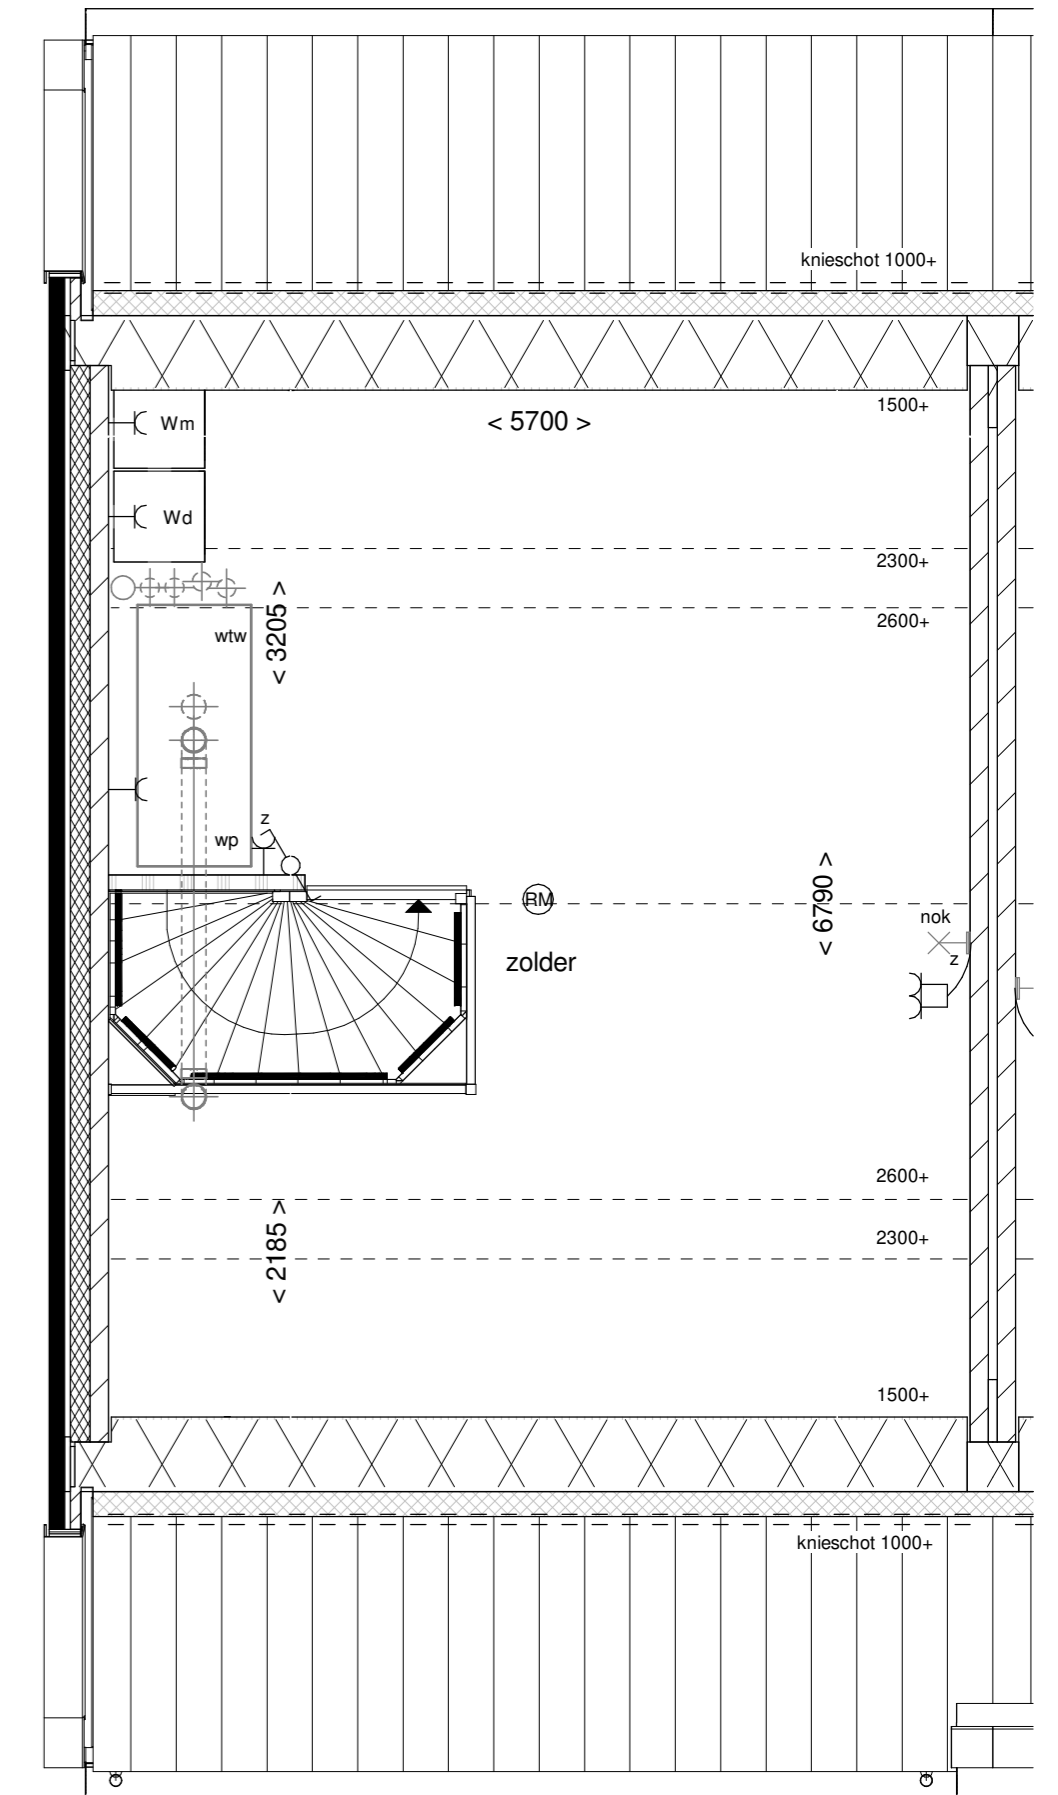 knieschot 1000+
1500+
Wm
< 5700 >
Wd
2300+
< 3205 >
2600+
wtw
z
wp
RM
< 6790 >
nok
z
zolder
2600+
< 2185 >
2300+
1500+
knieschot 1000+